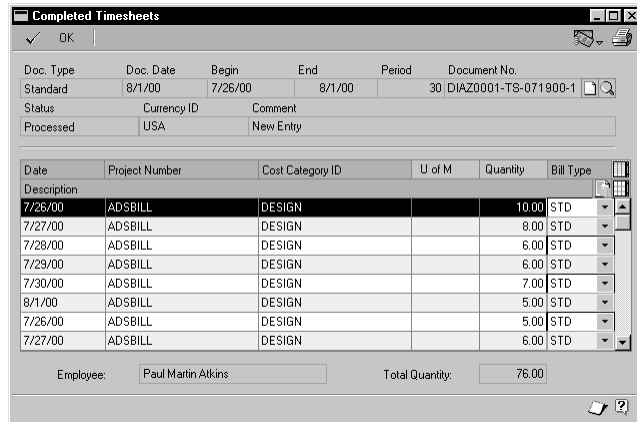 Completed Timesheets
OK
Doc. Type Doc. Date Begin End Period Document No.
Standard 8/1/00 7/26/00 8/1/00 30 DIAZ0001-TS-071900-1
Status Currency ID Comment
Processed USA New Entry
Date Project Number Cost Category ID U of M Quantity Bill Type
Description
7/26/00 ADSBILL DESIGN 10.00 STD
7/27/00 ADSBILL DESIGN 8.00 STD
7/28/00 ADSBILL DESIGN 6.00 STD
7/29/00 ADSBILL DESIGN 6.00 STD
7/30/00 ADSBILL DESIGN 7.00 STD
8/1/00 ADSBILL DESIGN 5.00 STD
7/26/00 ADSBILL DESIGN 5.00 STD
7/27/00 ADSBILL DESIGN 6.00 STD
Employee: Paul Martin Atkins Total Quantity: 76.00